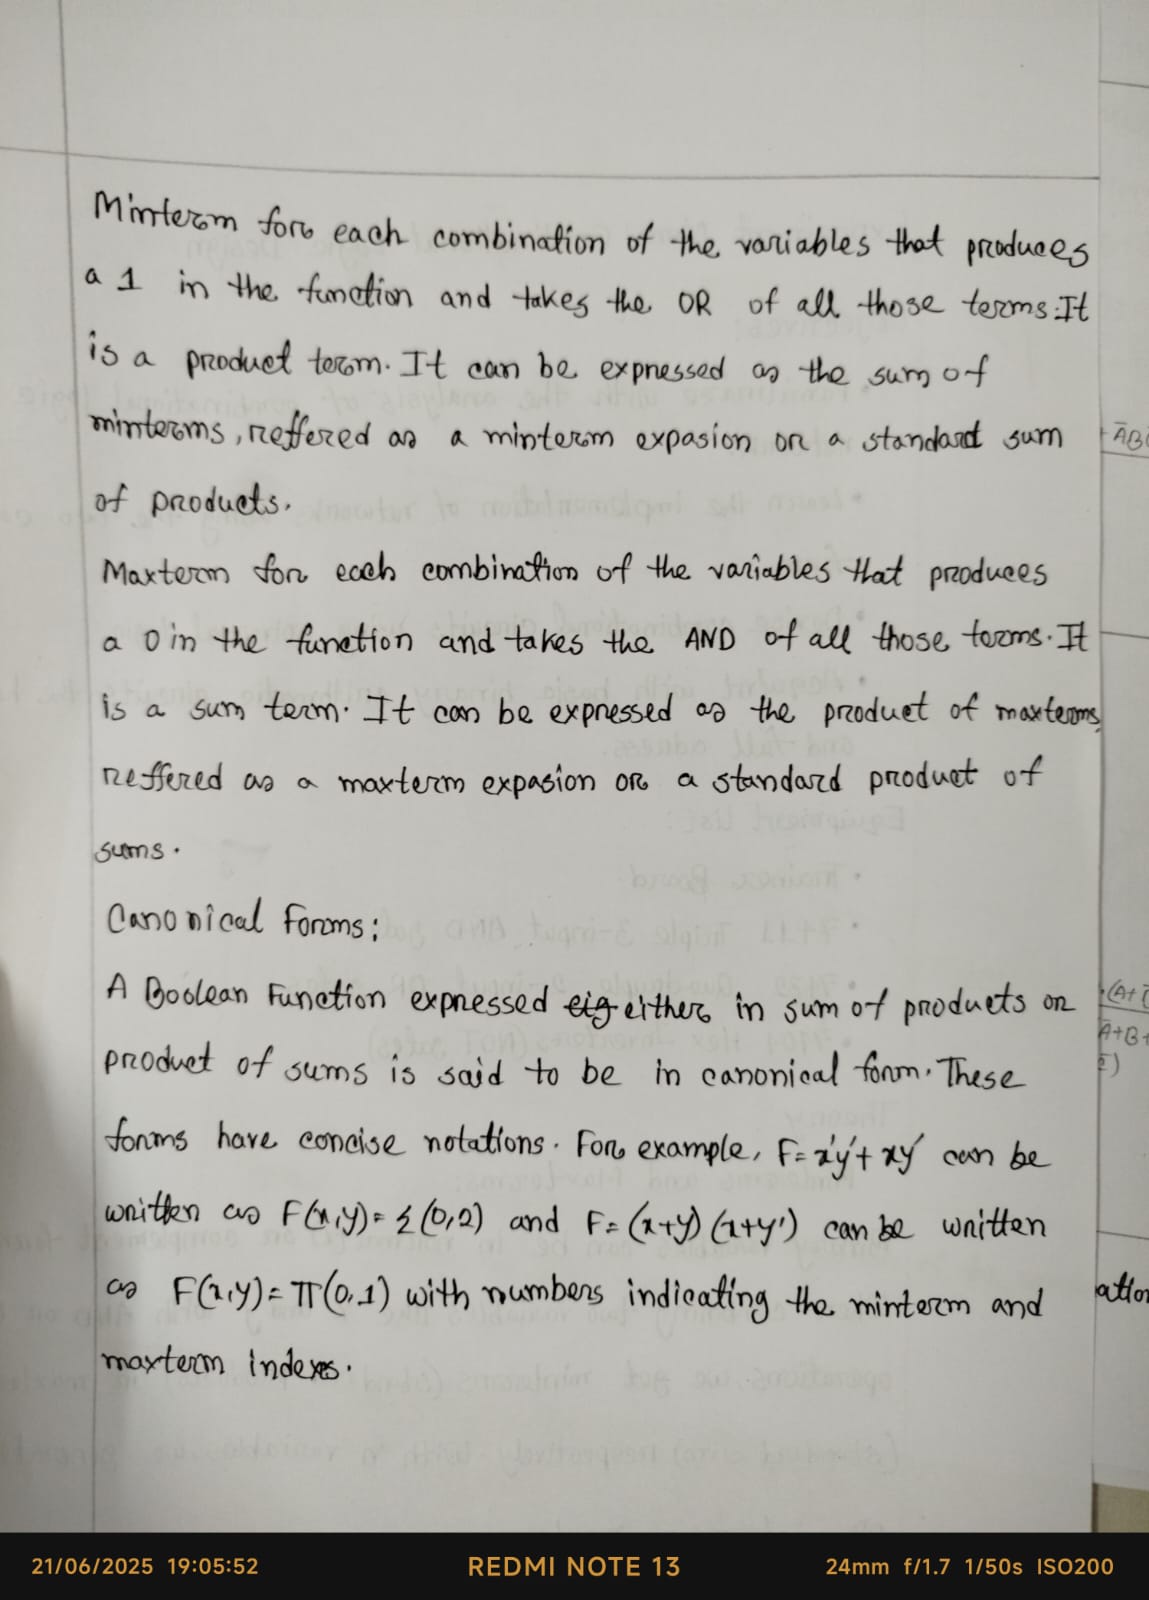 Minterm for each combination of the variables that produces
a 1 in the function and takes the OR of all those terms. It
is a product term. It can be expressed as the sum of
minterms, reffered as a minterm expasion or a standard sum
of products.
Maxterm for each combination of the variables that produces
a 0 in the function and takes the AND of all those terms. It
is a sum term. It can be expressed as the product of maxterms,
reffered as a maxterm expasion or a standard product of
sums.
Canonical Forms:
A Boolean Function expressed eig either in sum of products or
product of sums is said to be in canonical form. These
forms have concise notations. For example, F= x'y'+ xy' can be
written as F(x,y)= Σ(0,2) and F= (x+y) (x+y') can be written
as F(x,y)= π(0,1) with numbers indicating the minterm and
maxterm indexes.
21/06/2025 19:05:52 REDMI NOTE 13 24mm f/1.7 1/50s ISO200